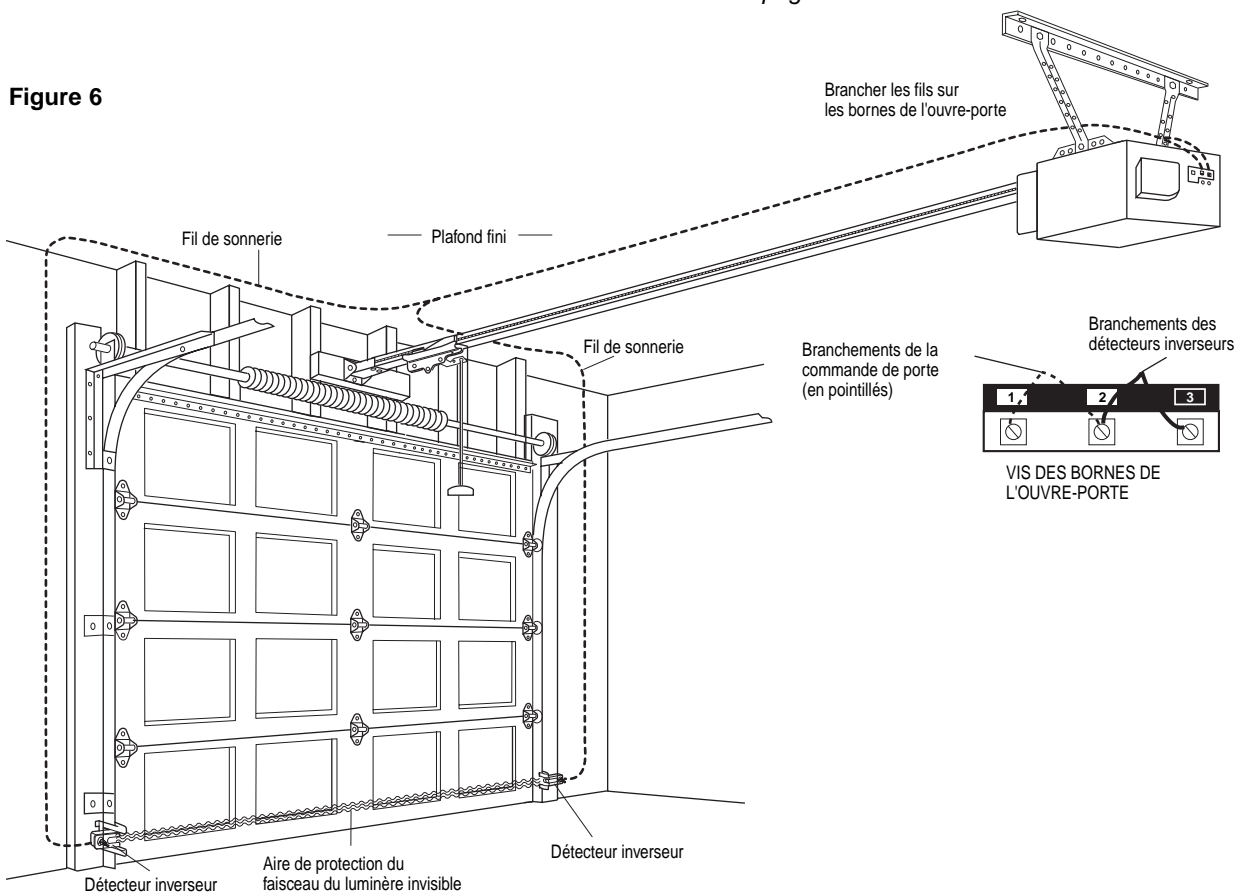 Figure 6
Brancher les fils sur
les bornes de l'ouvre-porte
Fil de sonnerie
Plafond fini
Fil de sonnerie
Branchements de la
commande de porte
(en pointillés)
Branchements des
détecteurs inverseurs
1 2 3
VIS DES BORNES DE
L'OUVRE-PORTE
Détecteur inverseur
Aire de protection du
faisceau du luminère invisible
Détecteur inverseur